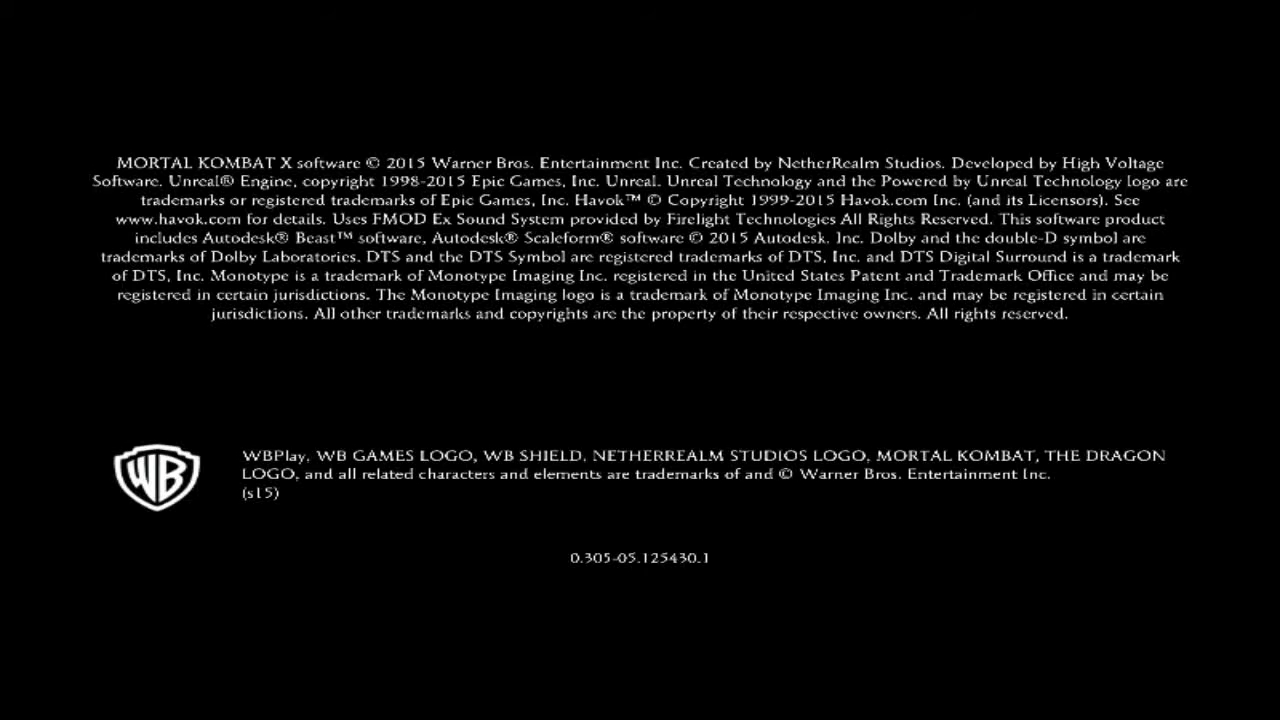 MORTAL KOMBAT X software © 2015 Warner Bros. Entertainment Inc. Created by NetherRealm Studios. Developed by High Voltage
Software. Unreal® Engine, copyright 1998-2015 Epic Games, Inc. Unreal. Unreal Technology and the Powered by Unreal Technology logo are
trademarks or registered trademarks of Epic Games, Inc. Havok™ © Copyright 1999-2015 Havok.com Inc. (and its Licensors). See
www.havok.com for details. Uses FMOD Ex Sound System provided by Firelight Technologies All Rights Reserved. This software product
includes Autodesk® Beast™ software, Autodesk® Scaleform® software © 2015 Autodesk, Inc. Dolby and the double-D symbol are
trademarks of Dolby Laboratories. DTS and the DTS Symbol are registered trademarks of DTS, Inc. and DTS Digital Surround is a trademark
of DTS, Inc. Monotype is a trademark of Monotype Imaging Inc. registered in the United States Patent and Trademark Office and may be
registered in certain jurisdictions. The Monotype Imaging logo is a trademark of Monotype Imaging Inc. and may be registered in certain
jurisdictions. All other trademarks and copyrights are the property of their respective owners. All rights reserved.
WB
WBPlay, WB GAMES LOGO, WB SHIELD, NETHERREALM STUDIOS LOGO, MORTAL KOMBAT, THE DRAGON
LOGO, and all related characters and elements are trademarks of and © Warner Bros. Entertainment Inc.
(s15)
0.305-05.125430.1